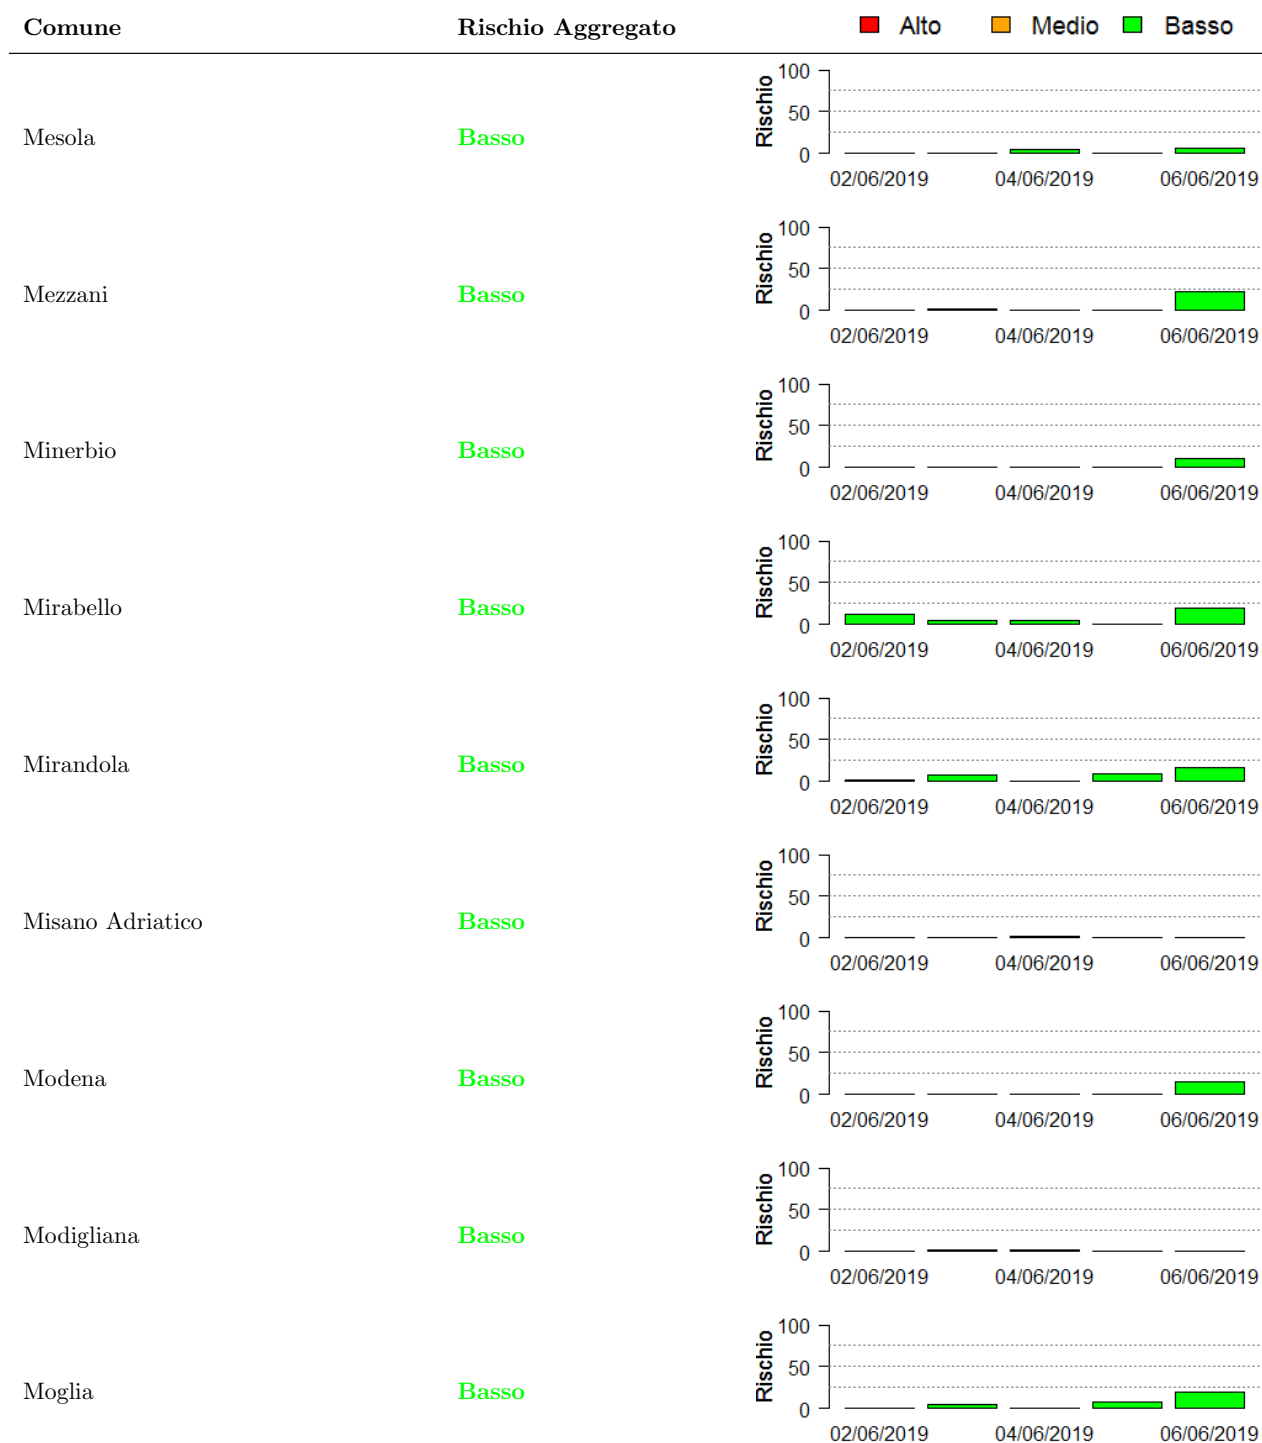 Comune Rischio Aggregato Alto Medio Basso
Mesola Basso Rischio 100 50 0
02/06/2019 04/06/2019 06/06/2019
Mezzani Basso Rischio 100 50 0
02/06/2019 04/06/2019 06/06/2019
Minerbio Basso Rischio 100 50 0
02/06/2019 04/06/2019 06/06/2019
Mirabello Basso Rischio 100 50 0
02/06/2019 04/06/2019 06/06/2019
Mirandola Basso Rischio 100 50 0
02/06/2019 04/06/2019 06/06/2019
Misano Adriatico Basso Rischio 100 50 0
02/06/2019 04/06/2019 06/06/2019
Modena Basso Rischio 100 50 0
02/06/2019 04/06/2019 06/06/2019
Modigliana Basso Rischio 100 50 0
02/06/2019 04/06/2019 06/06/2019
Moglia Basso Rischio 100 50 0
02/06/2019 04/06/2019 06/06/2019